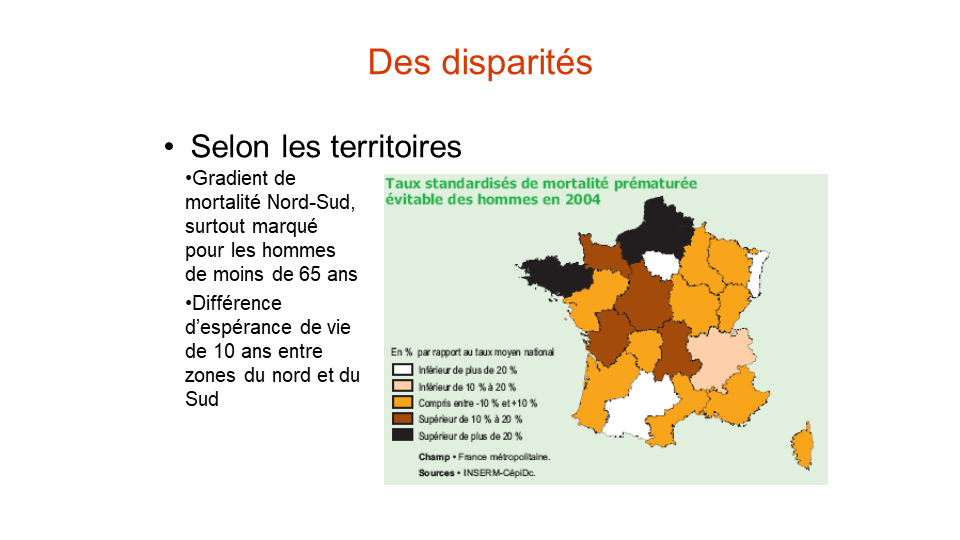 Des disparités
• Selon les territoires
•Gradient de
mortalité Nord-Sud,
surtout marqué
pour les hommes
de moins de 65 ans
•Différence
d’espérance de vie
de 10 ans entre
zones du nord et du
Sud
Taux standardisés de mortalité prématurée
évitable des hommes en 2004
En % par rapport au taux moyen national
Inférieur de plus de 20 %
Inférieur de 10 % à 20 %
Compris entre -10 % et +10 %
Supérieur de 10 % à 20 %
Supérieur de plus de 20 %
Champ • France métropolitaine.
Sources • INSERM-CépiDc.